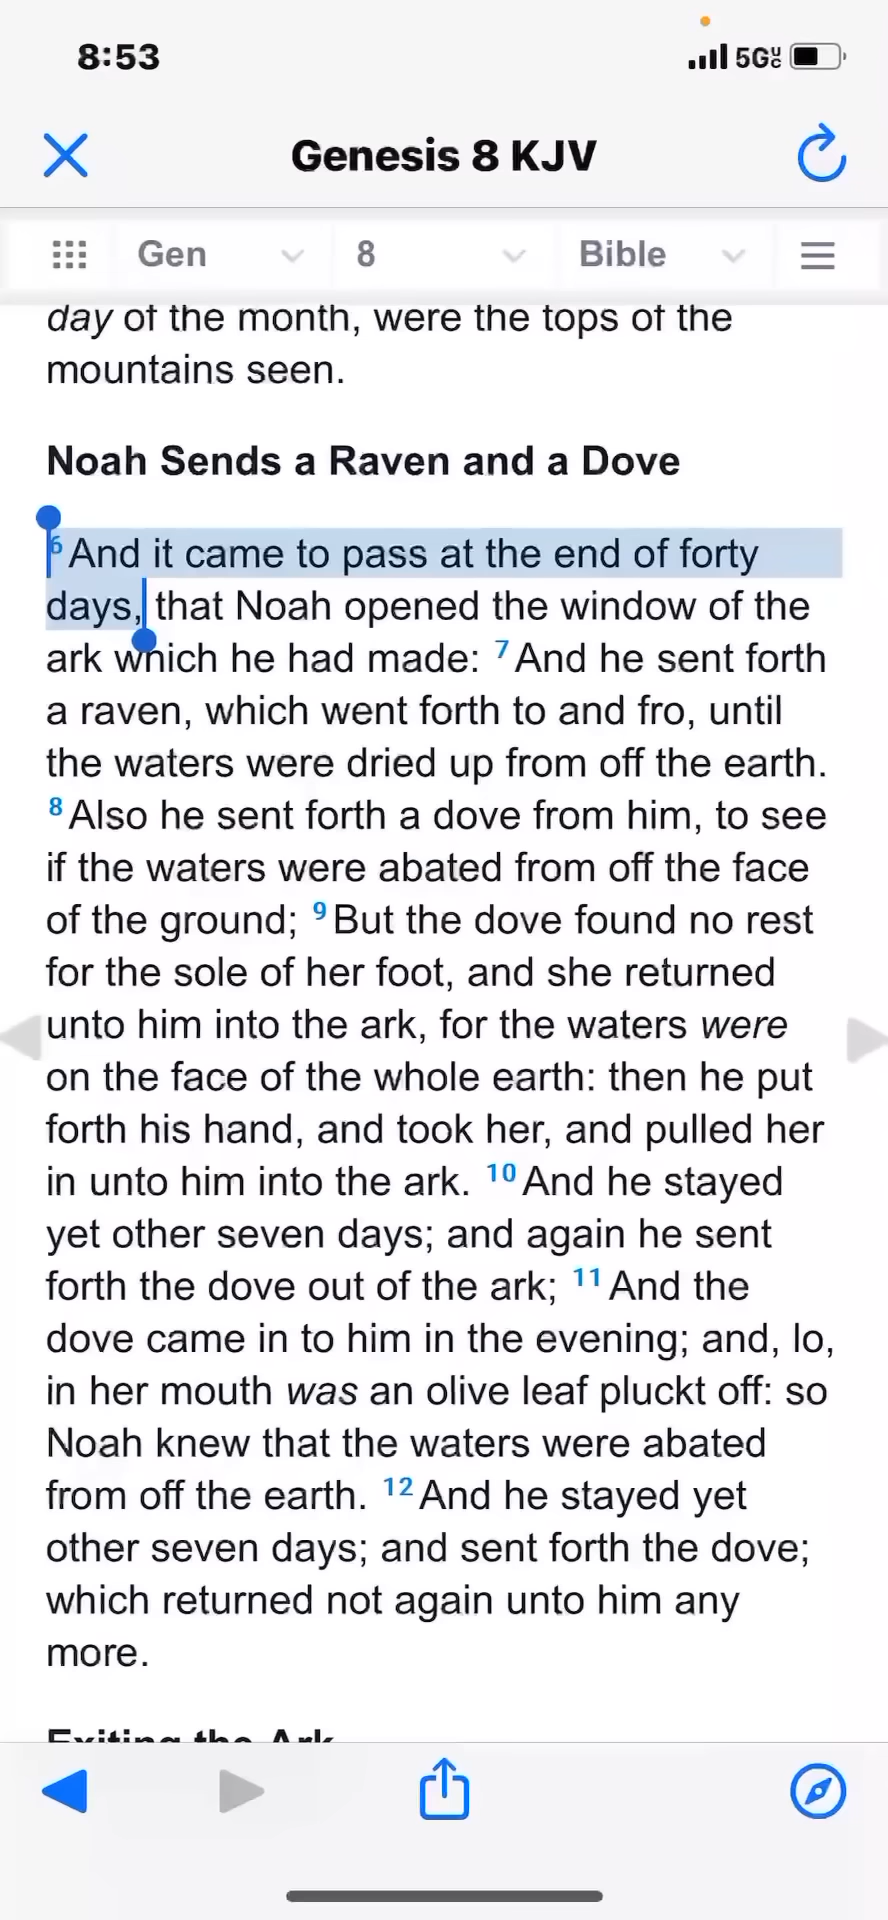 8:53
5G UC
Genesis 8 KJV
Gen 8 Bible
day of the month, were the tops of the
mountains seen.
Noah Sends a Raven and a Dove
6 And it came to pass at the end of forty
days, that Noah opened the window of the
ark which he had made: 7 And he sent forth
a raven, which went forth to and fro, until
the waters were dried up from off the earth.
8 Also he sent forth a dove from him, to see
if the waters were abated from off the face
of the ground; 9 But the dove found no rest
for the sole of her foot, and she returned
unto him into the ark, for the waters were
on the face of the whole earth: then he put
forth his hand, and took her, and pulled her
in unto him into the ark. 10 And he stayed
yet other seven days; and again he sent
forth the dove out of the ark; 11 And the
dove came in to him in the evening; and, lo,
in her mouth was an olive leaf pluckt off: so
Noah knew that the waters were abated
from off the earth. 12 And he stayed yet
other seven days; and sent forth the dove;
which returned not again unto him any
more.
Exiting the Ark